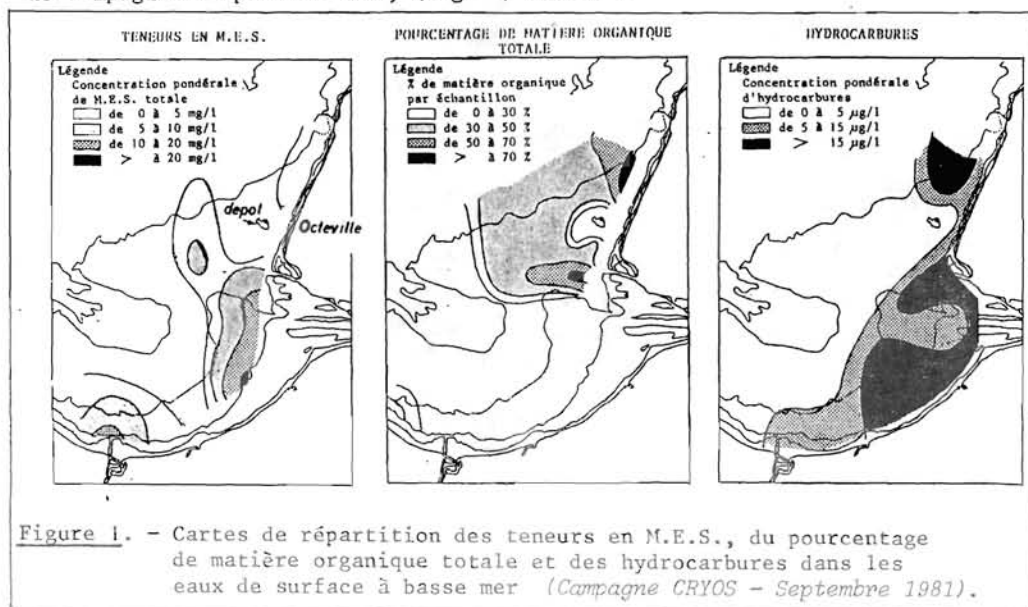 TENEURS EN M.E.S.
Légende
Concentration pondérale
de M.E.S. totale
de 0 à 5 mg/l
de 5 à 10 mg/l
de 10 à 20 mg/l
> à 20 mg/l
depot
Octeville
POURCENTAGE DE MATIÈRE ORGANIQUE
TOTALE
Légende
% de matière organique
par échantillon
de 0 à 30 %
de 30 à 50 %
de 50 à 70 %
> à 70 %
HYDROCARBURES
Légende
Concentration pondérale
d'hydrocarbures
de 0 à 5 µg/l
de 5 à 15 µg/l
> 15 µg/l
Figure 1. - Cartes de répartition des teneurs en M.E.S., du pourcentage
de matière organique totale et des hydrocarbures dans les
eaux de surface à basse mer (Campagne CRYOS - Septembre 1981).